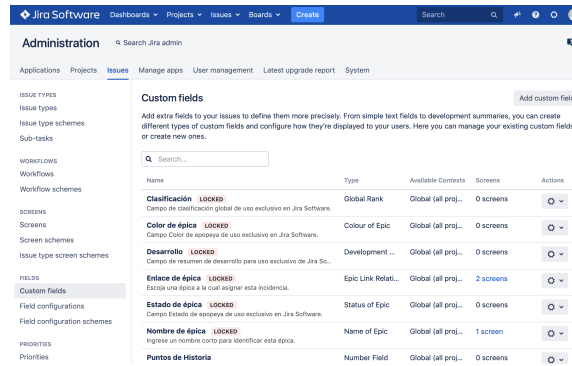 Jira Software Dashboards Projects Issues Boards Create Search
Administration Search Jira admin
Applications Projects Issues Manage apps User management Latest upgrade report System
ISSUE TYPES
Issue types
Issue type schemes
Sub-tasks
WORKFLOWS
Workflows
Workflow schemes
SCREENS
Screens
Screen schemes
Issue type screen schemes
FIELDS
Custom fields
Field configurations
Field configuration schemes
PRIORITIES
Priorities
Custom fields Add custom field
Add extra fields to your issues to define them more precisely. From simple text fields to development summaries, you can create
different types of custom fields and configure how they're displayed to your users. Here you can manage your existing custom fields
or create new ones.
Search...
Name Type Available Contexts Screens Actions
Clasificación LOCKED Global Rank Global (all proj... 0 screens
Campo de clasificación global de uso exclusivo en Jira Software.
Color de épica LOCKED Colour of Epic Global (all proj... 0 screens
Campo Color de epopeya de uso exclusivo en Jira Software.
Desarrollo LOCKED Development ... Global (all proj... 0 screens
Campo de resumen de desarrollo para uso exclusivo de Jira So...
Enlace de épica LOCKED Epic Link Relati... Global (all proj... 2 screens
Escoja una épica a la cual asignar esta incidencia.
Estado de épica LOCKED Status of Epic Global (all proj... 0 screens
Campo Estado de epopeya de uso exclusivo en Jira Software.
Nombre de épica LOCKED Name of Epic Global (all proj... 1 screen
Ingrese un nombre corto para identificar esta épica.
Puntos de Historia Number Field Global (all proj... 0 screens